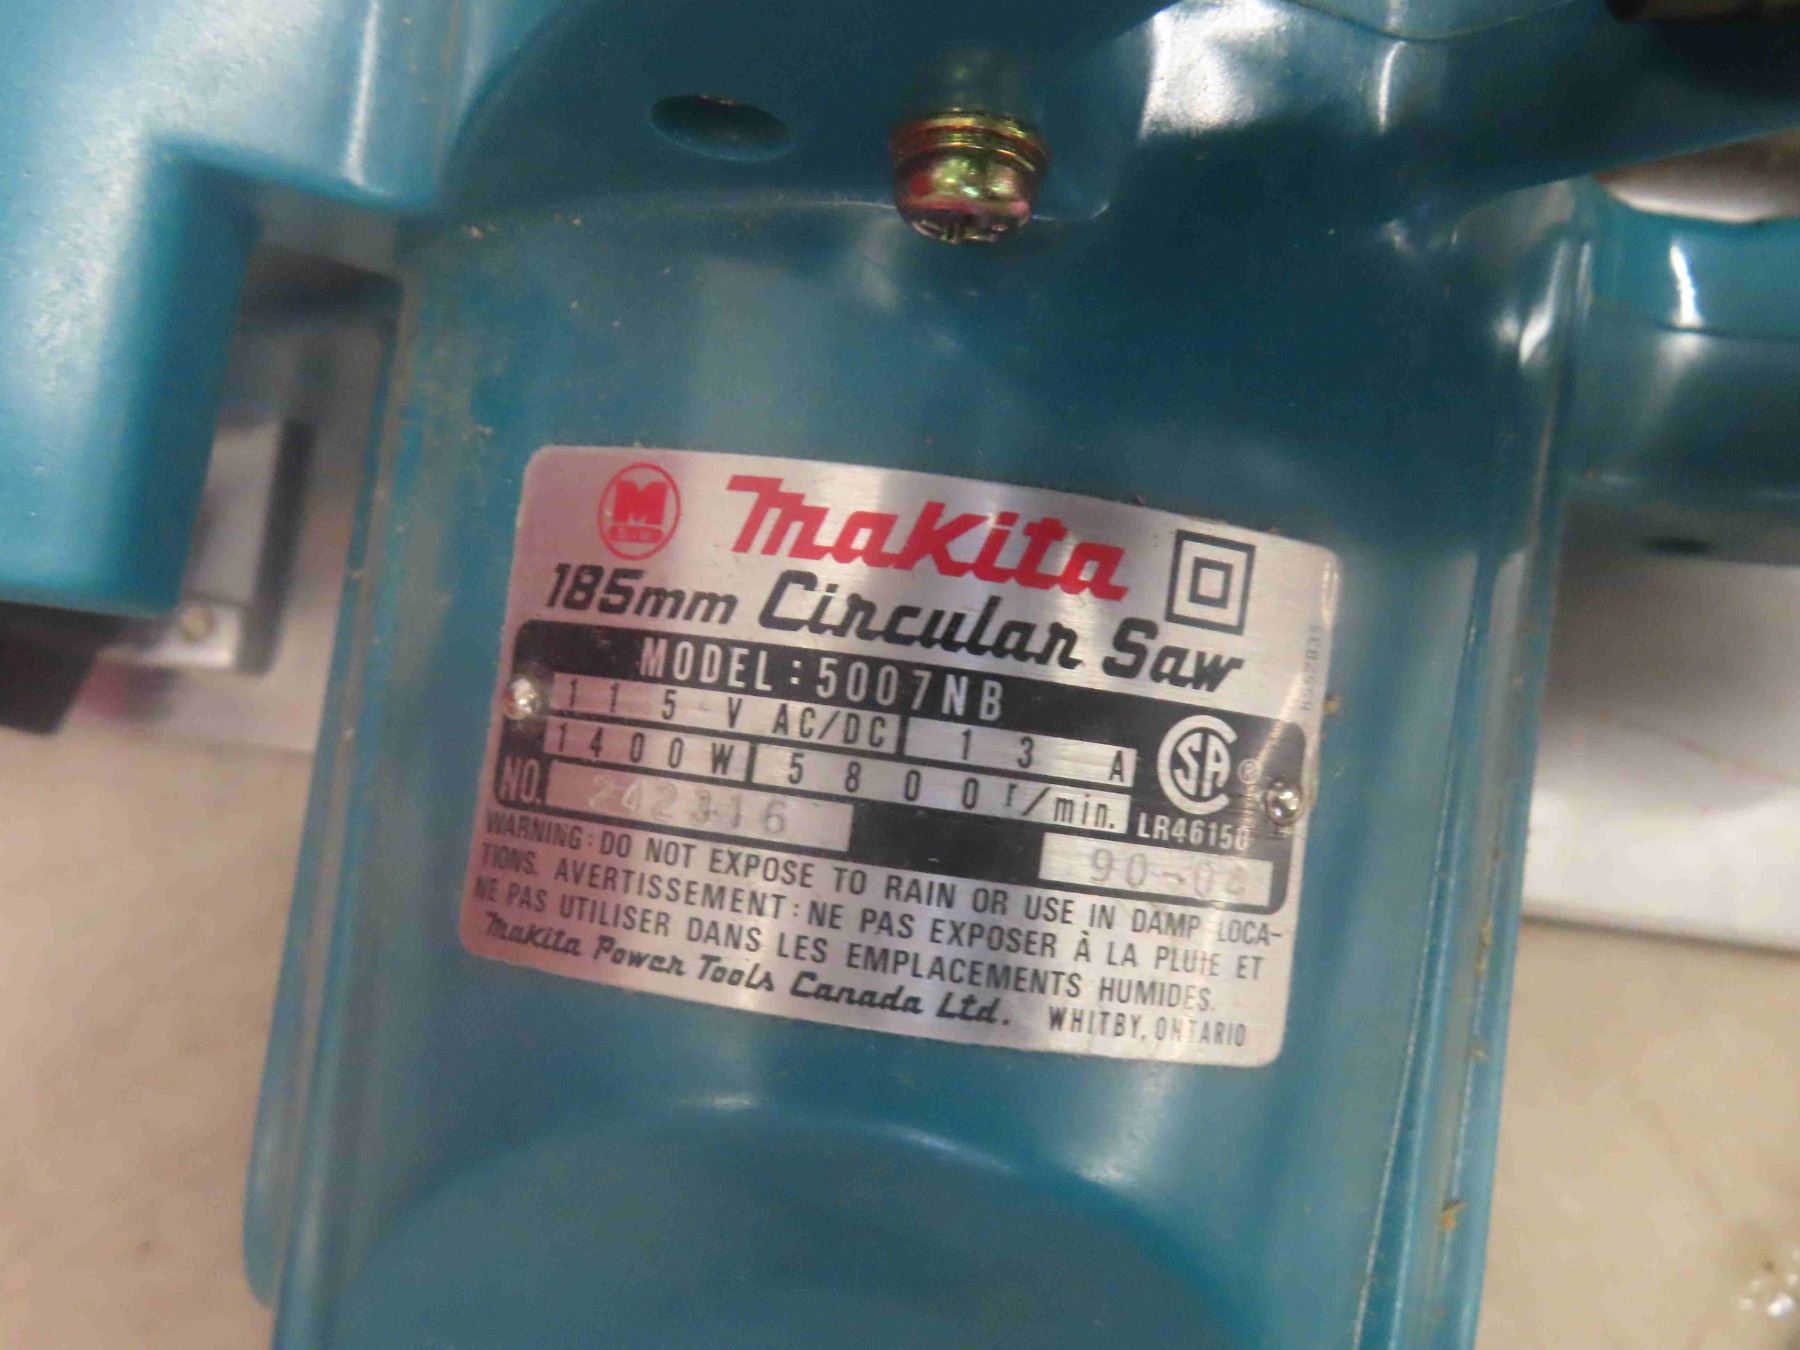 M
Makita
185mm Circular Saw
MODEL: 5007NB
115 V AC/DC 13 A
1400W 5800r/min.
CSA ®
LR46150
NO. 242316
WARNING: DO NOT EXPOSE TO RAIN OR USE IN DAMP LOCA-
TIONS. AVERTISSEMENT: NE PAS EXPOSER À LA PLUIE ET
NE PAS UTILISER DANS LES EMPLACEMENTS HUMIDES.
Makita Power Tools Canada Ltd. WHITBY, ONTARIO